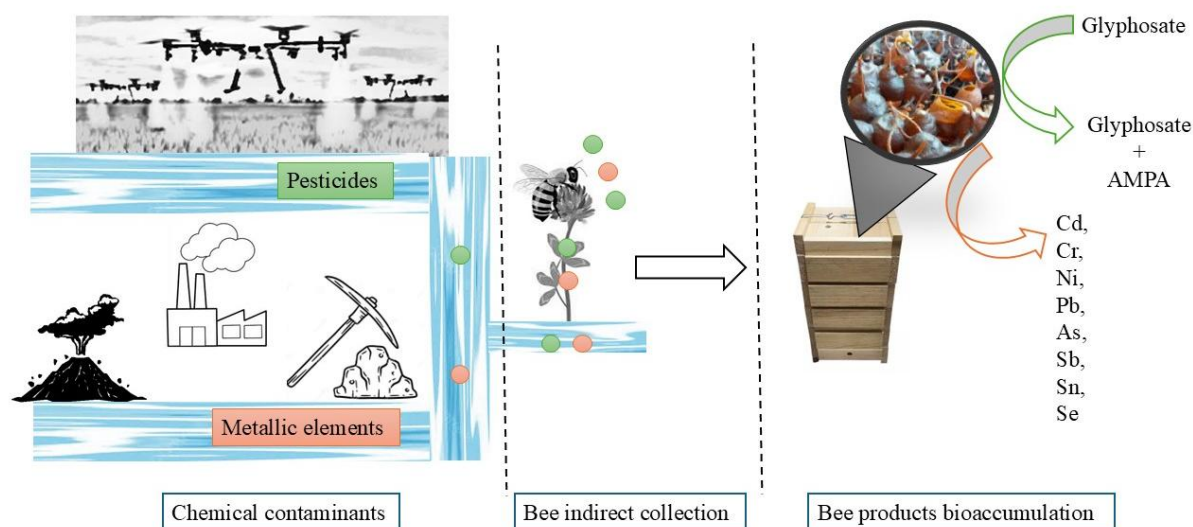 Pesticides
Metallic elements
Glyphosate
Glyphosate
+
AMPA
Cd,
Cr,
Ni,
Pb,
As,
Sb,
Sn,
Se
Chemical contaminants
Bee indirect collection
Bee products bioaccumulation